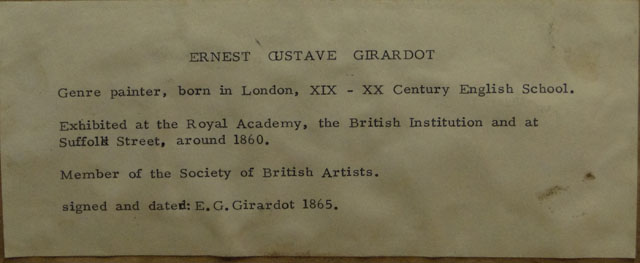 ERNEST GUSTAVE GIRARDOT
Genre painter, born in London, XIX - XX Century English School.
Exhibited at the Royal Academy, the British Institution and at
Suffolk Street, around 1860.
Member of the Society of British Artists.
signed and dated: E.G.Girardot 1865.